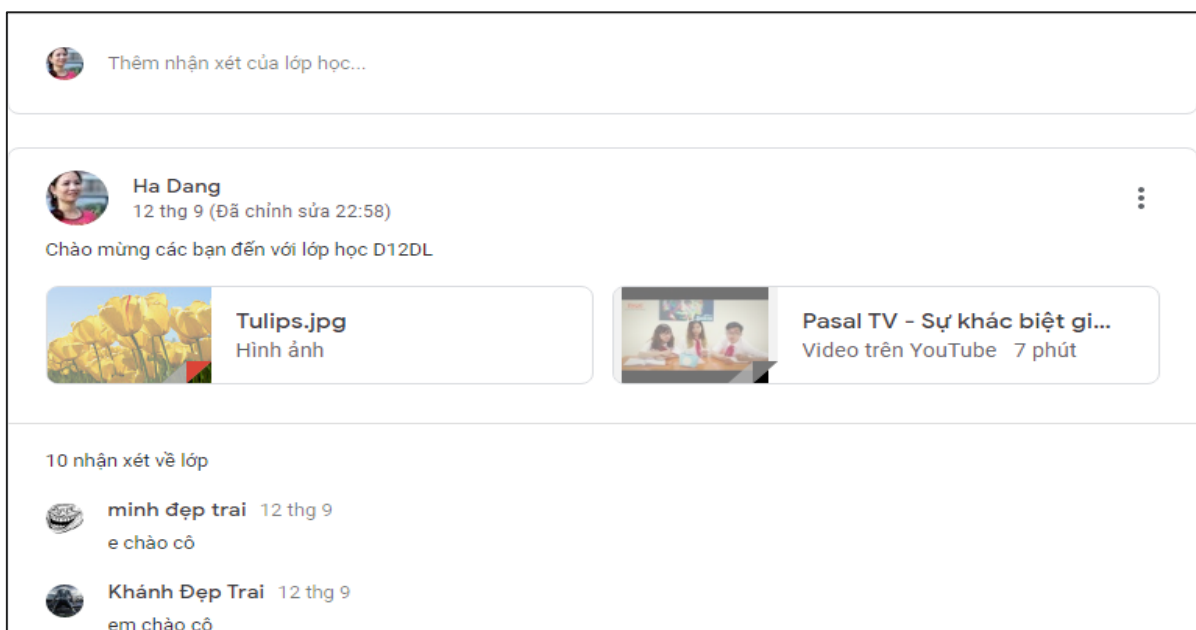 Thêm nhận xét của lớp học...
Ha Dang
12 thg 9 (Đã chỉnh sửa 22:58)
Chào mừng các bạn đến với lớp học D12DL
Tulips.jpg
Hình ảnh
Pasal TV - Sự khác biệt gi...
Video trên YouTube 7 phút
10 nhận xét về lớp
minh đẹp trai 12 thg 9
e chào cô
Khánh Đẹp Trai 12 thg 9
em chào cô